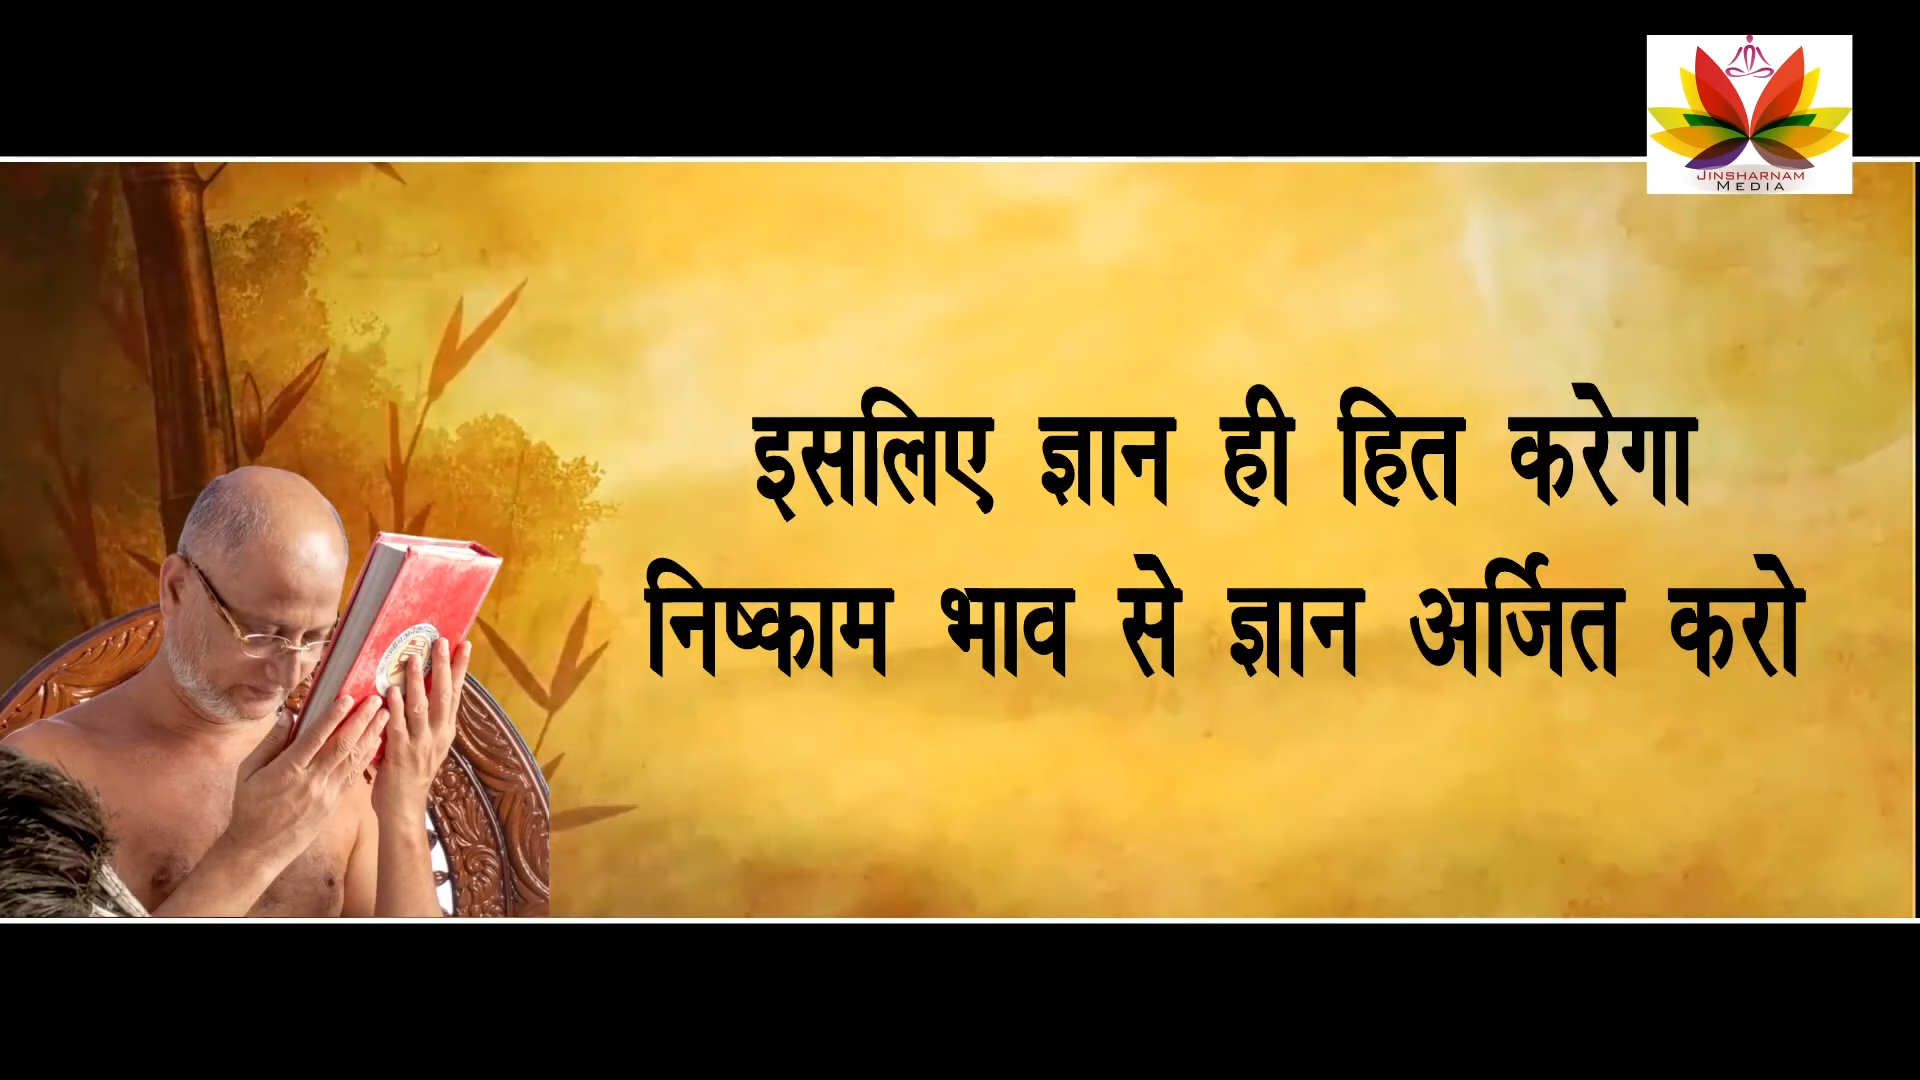 JINSHARNAM
MEDIA
इसलिए ज्ञान ही हित करेगा
निष्काम भाव से ज्ञान अर्जित करो